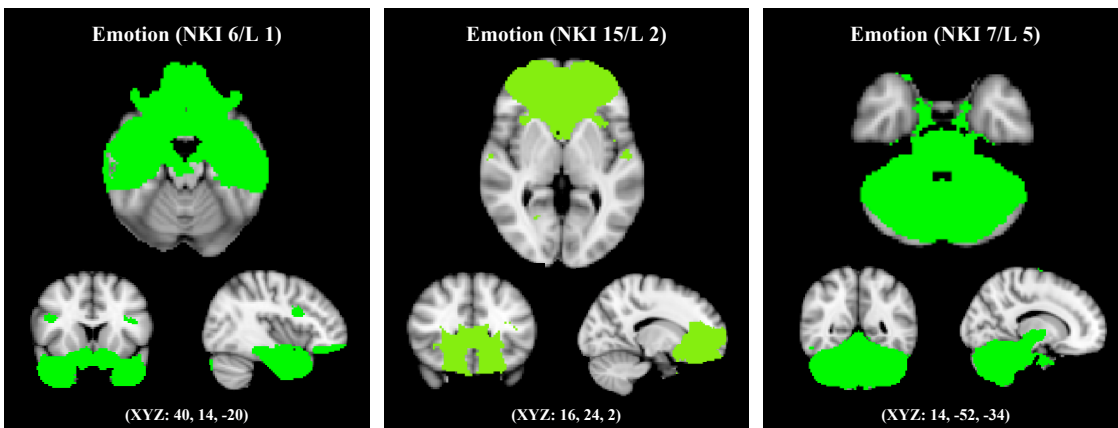 Emotion (NKI 6/L 1)
(XYZ: 40, 14, -20)
Emotion (NKI 15/L 2)
(XYZ: 16, 24, 2)
Emotion (NKI 7/L 5)
(XYZ: 14, -52, -34)